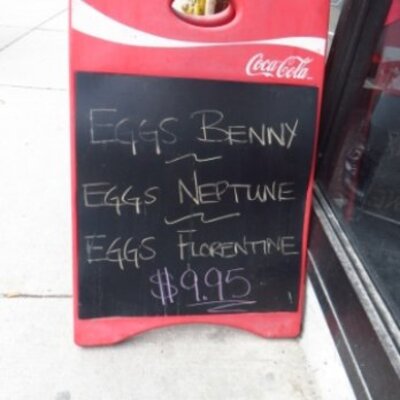 Coca-Cola
EGGS BENNY
EGGS NEPTUNE
EGGS FLORENTINE
$9.95